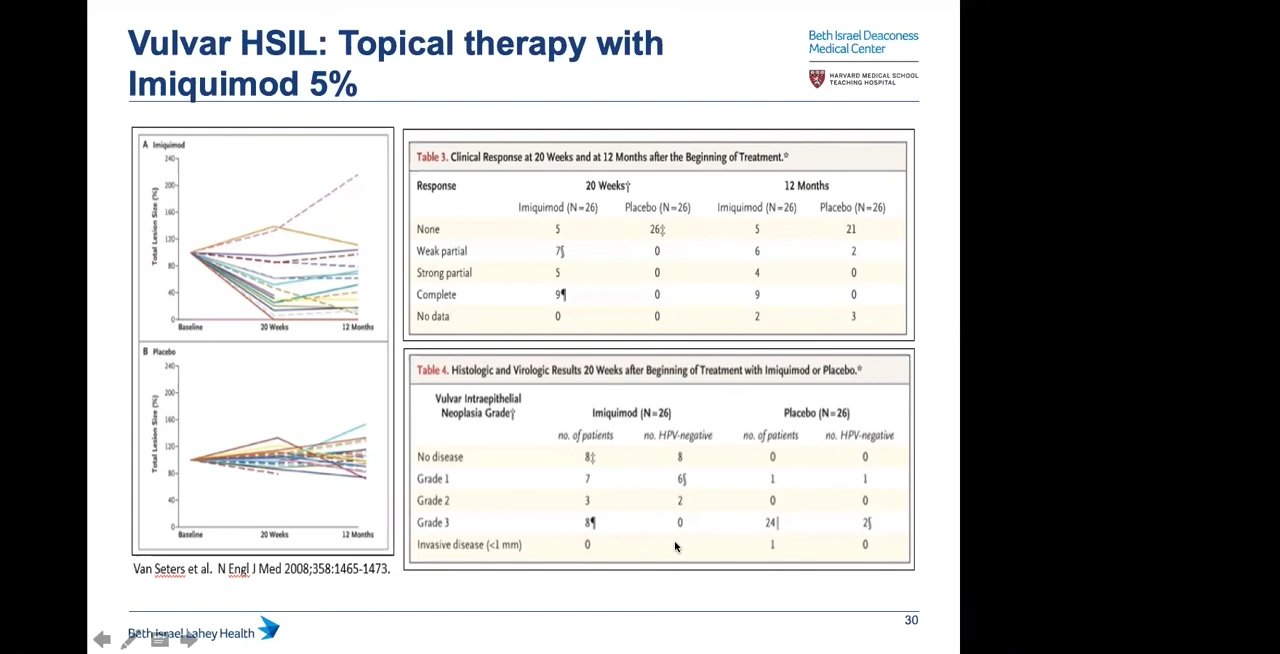 Vulvar HSIL: Topical therapy with
Imiquimod 5%
Beth Israel Deaconess
Medical Center
HARVARD MEDICAL SCHOOL
TEACHING HOSPITAL
A Imiquimod
Total Lesion Size (%)
240
200
160
120
80
40
0
Baseline 20 Weeks 12 Months
B Placebo
Total Lesion Size (%)
240
200
160
120
80
40
0
Baseline 20 Weeks 12 Months
Van Seters et al. N Engl J Med 2008;358:1465-1473.
Table 3. Clinical Response at 20 Weeks and at 12 Months after the Beginning of Treatment.*
Response 20 Weeks† 12 Months
Imiquimod (N=26) Placebo (N=26) Imiquimod (N=26) Placebo (N=26)
None 5 26‡ 5 21
Weak partial 7§ 0 6 2
Strong partial 5 0 4 0
Complete 9¶ 0 9 0
No data 0 0 2 3
Table 4. Histologic and Virologic Results 20 Weeks after Beginning of Treatment with Imiquimod or Placebo.*
Vulvar Intraepithelial
Neoplasia Grade† Imiquimod (N=26) Placebo (N=26)
no. of patients no. HPV-negative no. of patients no. HPV-negative
No disease 8‡ 8 0 0
Grade 1 7 6§ 1 1
Grade 2 3 2 0 0
Grade 3 8¶ 0 24| 2§
Invasive disease (<1 mm) 0 1 0
Beth Israel Lahey Health
30